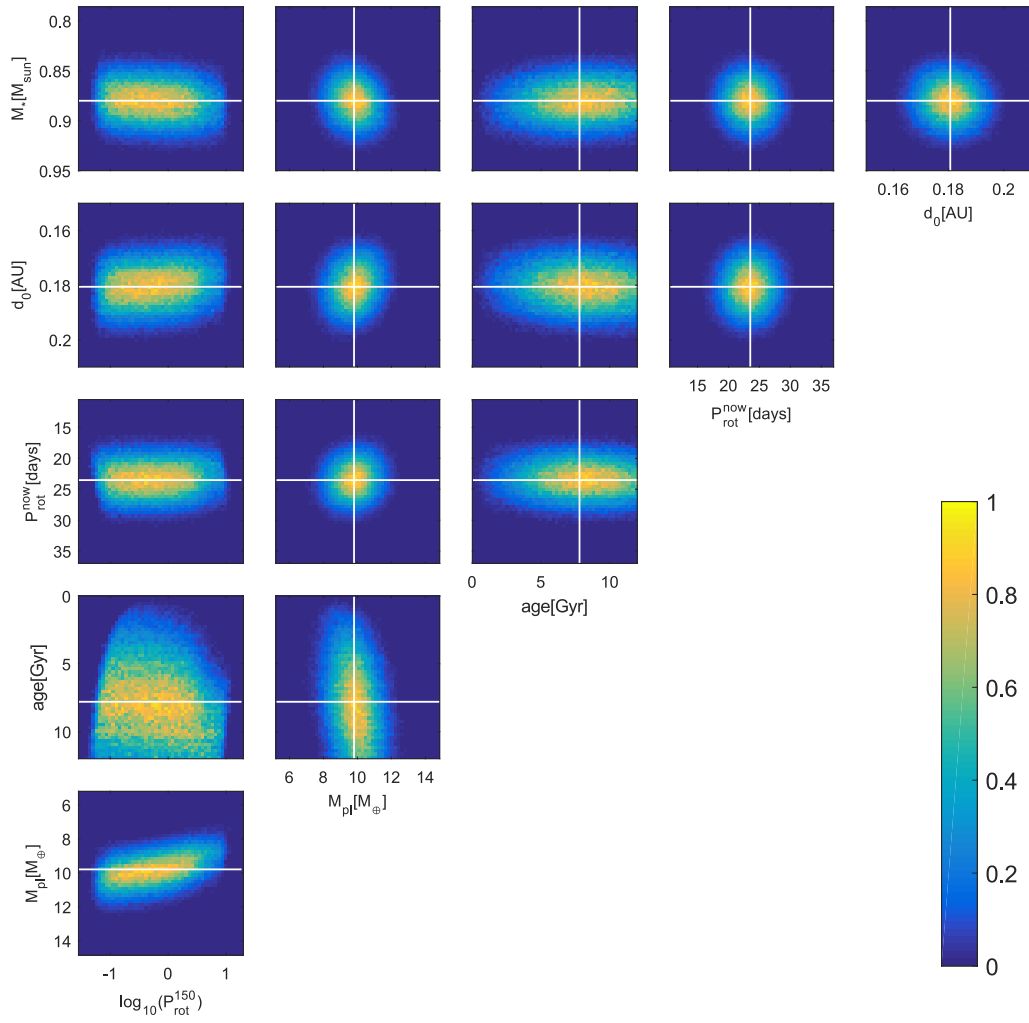 0.8
0.85
0.9
0.95
M*[Msun]
0.16 0.18 0.2
d0[AU]
0.16
0.18
0.2
d0[AU]
15 20 25 30 35
Prot^now[days]
15
20
25
30
35
Prot^now[days]
0 5 10
age[Gyr]
0
5
10
age[Gyr]
6 8 10 12 14
Mpl[M⊕]
6
8
10
12
14
Mpl[M⊕]
-1 0 1
log10(Prot^150)
1
0.8
0.6
0.4
0.2
0